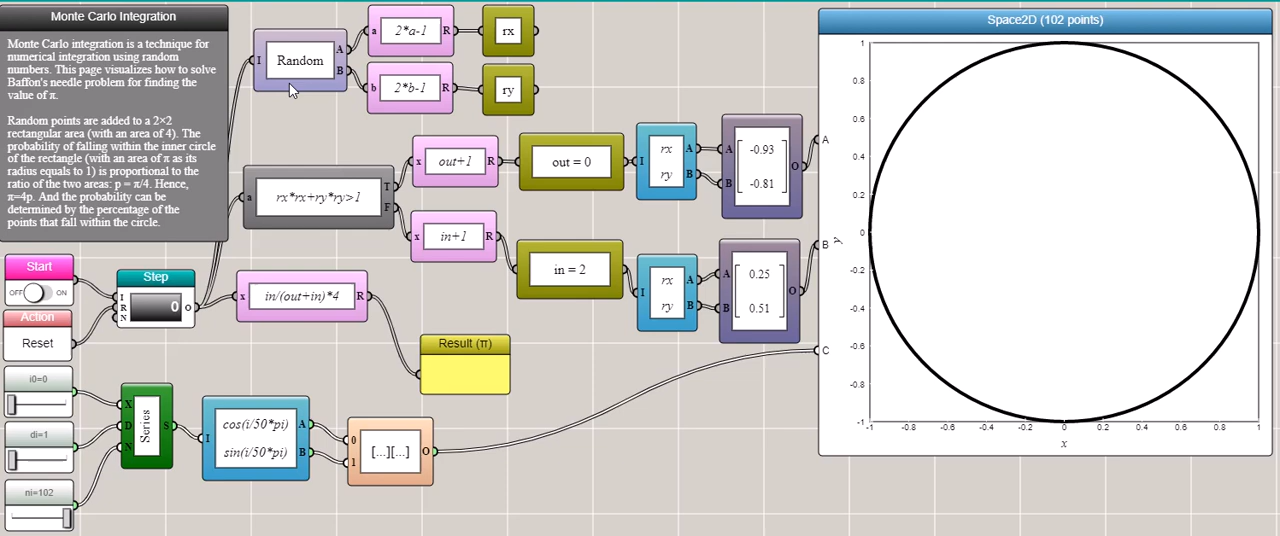 Monte Carlo Integration
Monte Carlo integration is a technique for
numerical integration using random
numbers. This page visualizes how to solve
Baffon's needle problem for finding the
value of π.
Random points are added to a 2×2
rectangular area (with an area of 4). The
probability of falling within the inner circle
of the rectangle (with an area of π as its
radius equals to 1) is proportional to the
ratio of the two areas: p = π/4. Hence,
π=4p. And the probability can be
determined by the percentage of the
points that fall within the circle.
I Random A B
a 2*a-1 R
rx
b 2*b-1 R
ry
a rx*rx+ry*ry>1 T F
x out+1 R
out = 0
I rx ry A B
A B -0.93 -0.81 O
x in+1 R
in = 2
I rx ry A B
A B 0.25 0.51 O
Start
OFF ON
Action
Reset
Step
I R N 0 O
x in/(out+in)*4 R
Result (π)
i0=0
di=1
ni=102
X D N Series S
I cos(i/50*pi) A
sin(i/50*pi) B
0 1 [...][...] O
Space2D (102 points)
A
B
C
y
1
0.8
0.6
0.4
0.2
0
-0.2
-0.4
-0.6
-0.8
-1
-1 -0.8 -0.6 -0.4 -0.2 0 0.2 0.4 0.6 0.8 1
x